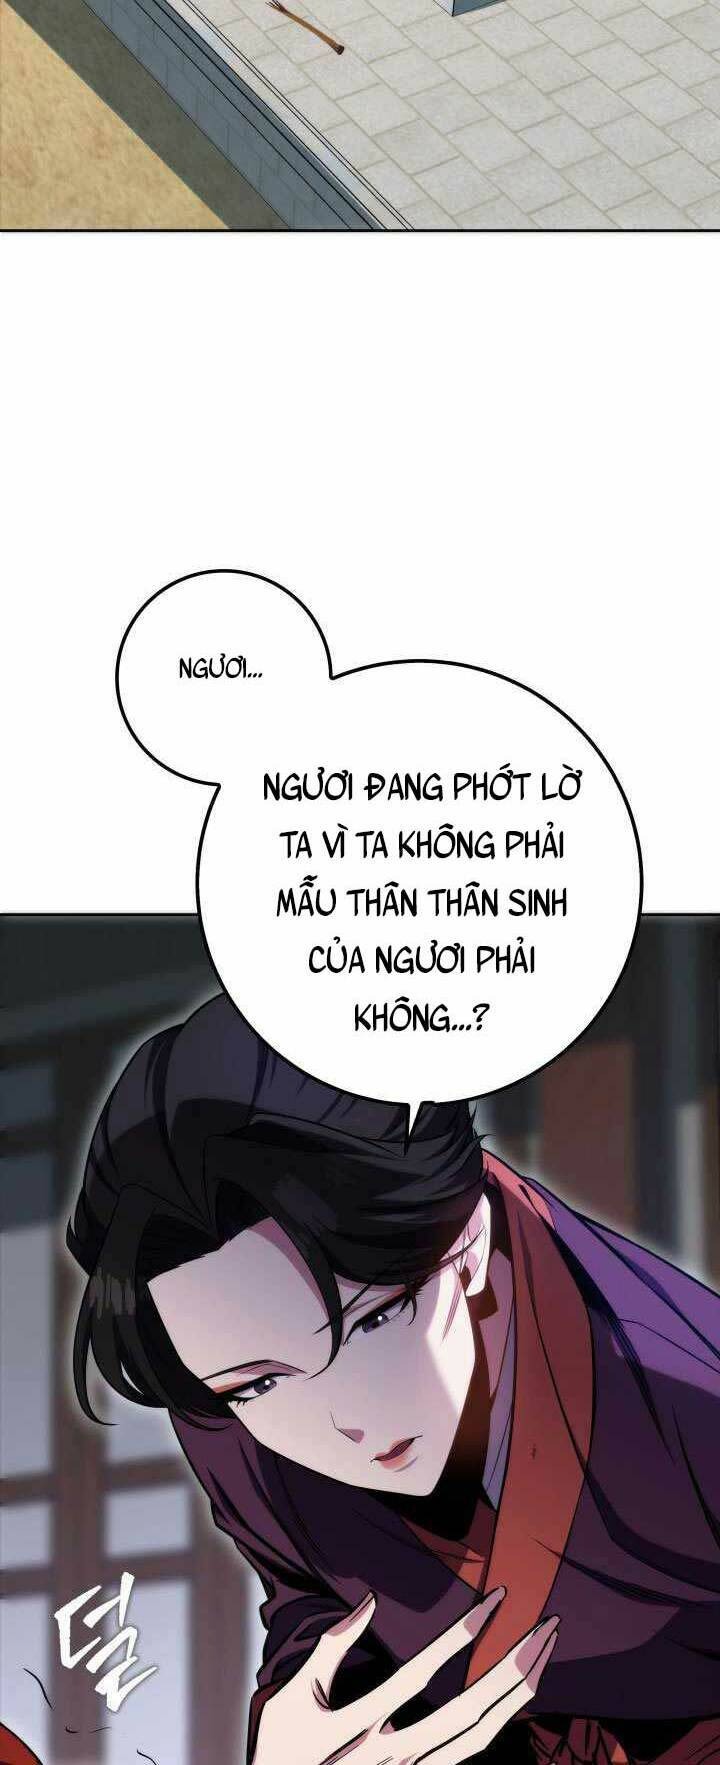 NGƯƠI...
NGƯƠI ĐANG PHỚT LỜ
TA VÌ TA KHÔNG PHẢI
MẪU THÂN THÂN SINH
CỦA NGƯƠI PHẢI
KHÔNG...?
덜